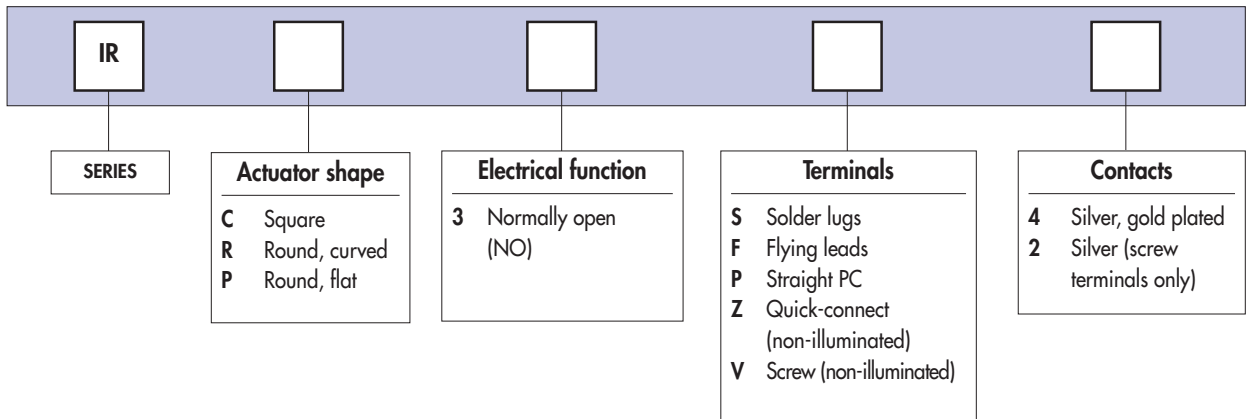 IR
SERIES
Actuator shape
C Square
R Round, curved
P Round, flat
Electrical function
3 Normally open
(NO)
Terminals
S Solder lugs
F Flying leads
P Straight PC
Z Quick-connect
(non-illuminated)
V Screw (non-illuminated)
Contacts
4 Silver, gold plated
2 Silver (screw
terminals only)